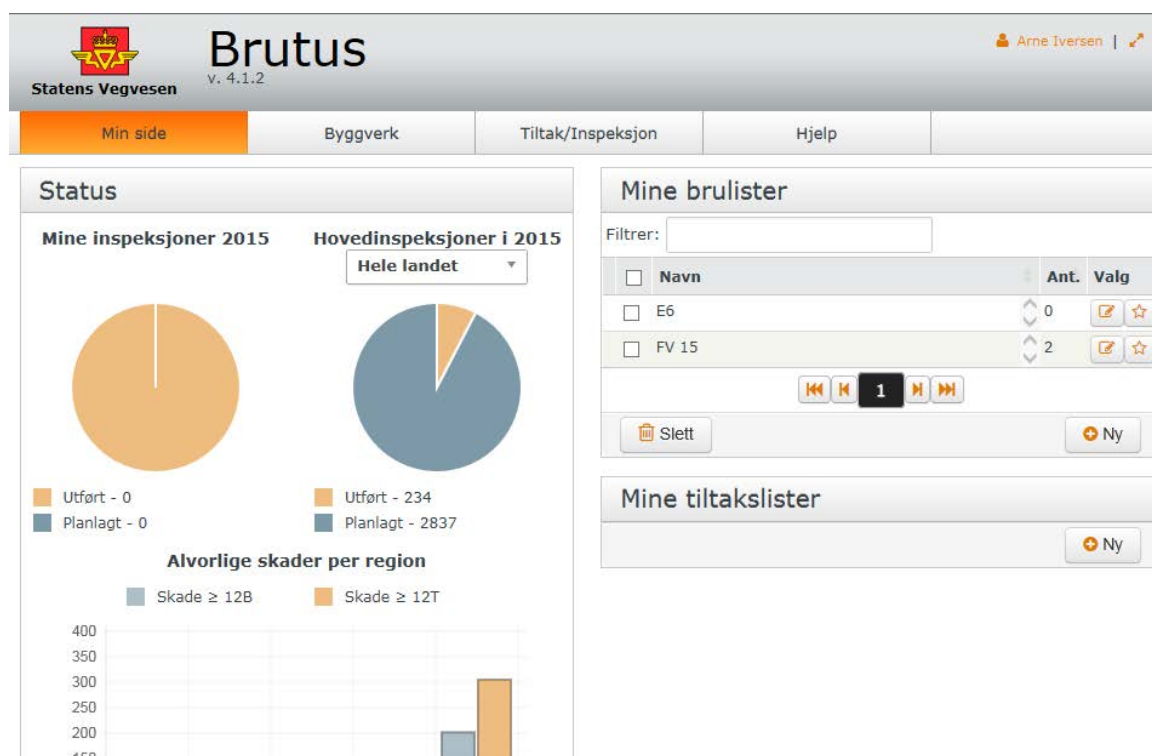 Brutus
v. 4.1.2
Statens Vegvesen
Arne Iversen |
Min side
Byggverk
Tiltak/Inspeksjon
Hjelp
Status
Mine inspeksjoner 2015
Hovedinspeksjoner i 2015
Hele landet
Utført - 0
Planlagt - 0
Utført - 234
Planlagt - 2837
Alvorlige skader per region
Skade ≥ 12B
Skade ≥ 12T
400
350
300
250
200
Mine brulister
Filtrer:
Navn Ant. Valg
E6 0
FV 15 2
1
Slett
Ny
Mine tiltakslister
Ny